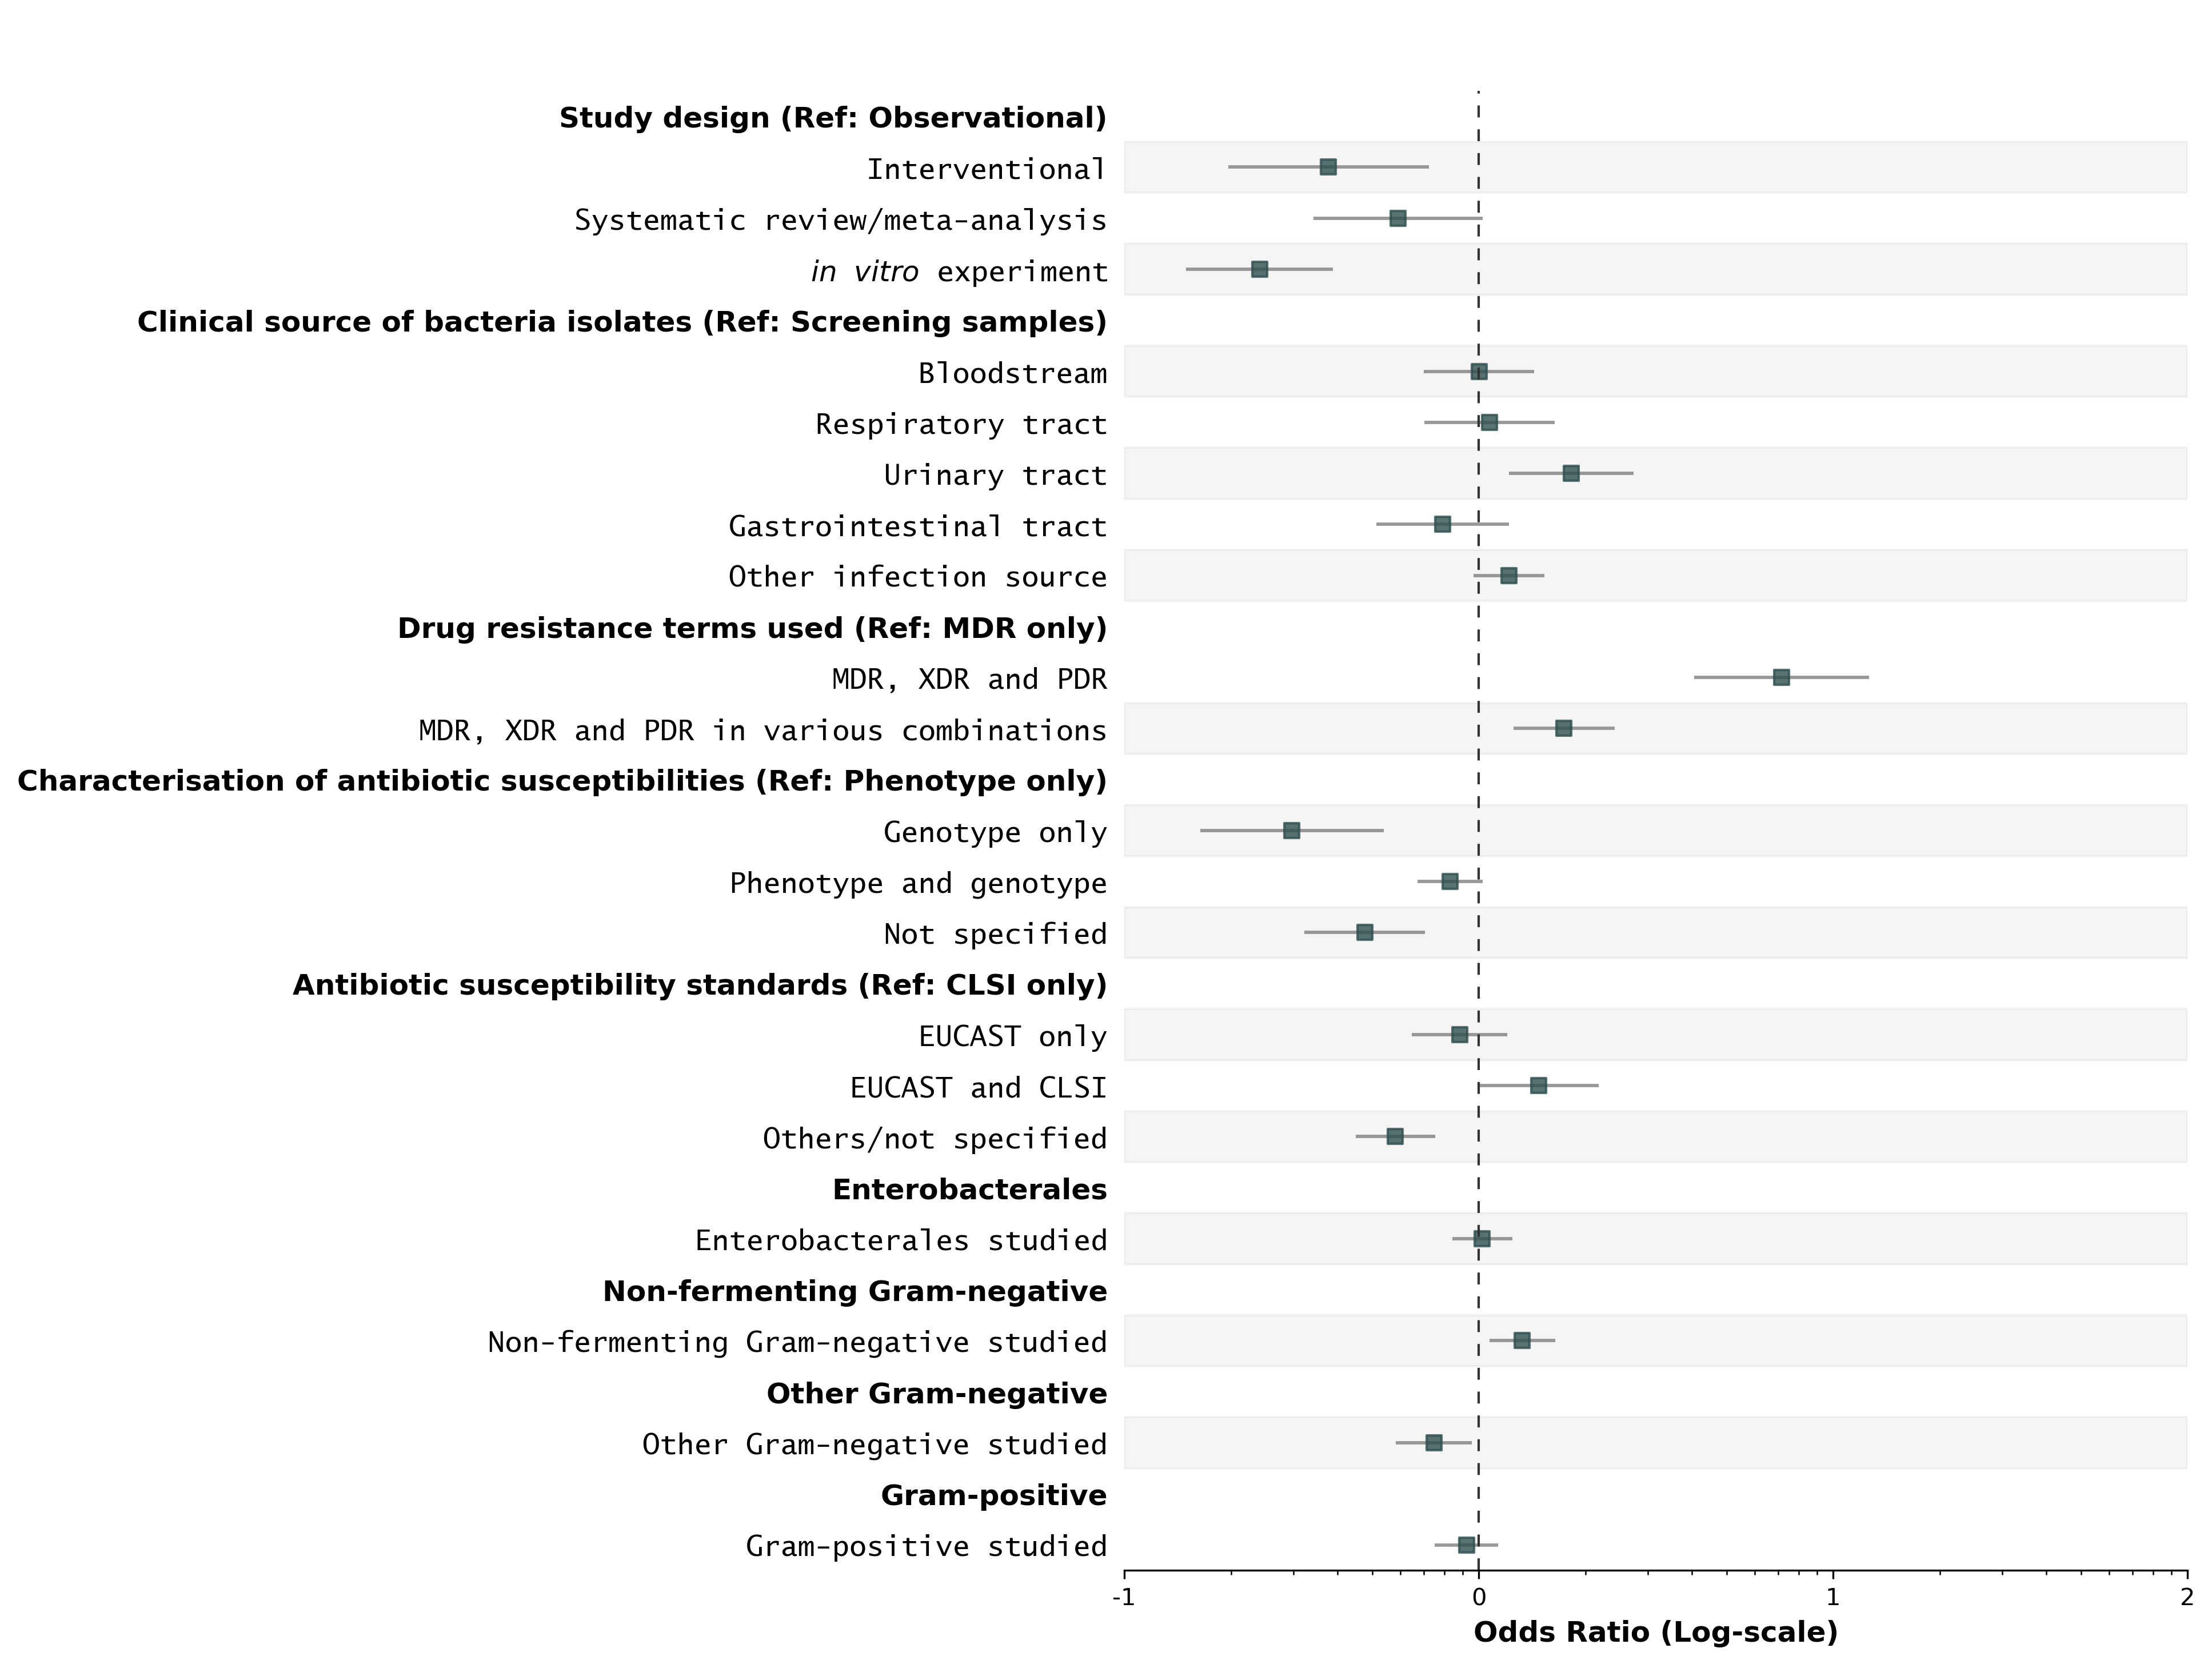 Study design (Ref: Observational)
Interventional
Systematic review/meta-analysis
in vitro experiment
Clinical source of bacteria isolates (Ref: Screening samples)
Bloodstream
Respiratory tract
Urinary tract
Gastrointestinal tract
Other infection source
Drug resistance terms used (Ref: MDR only)
MDR, XDR and PDR
MDR, XDR and PDR in various combinations
Characterisation of antibiotic susceptibilities (Ref: Phenotype only)
Genotype only
Phenotype and genotype
Not specified
Antibiotic susceptibility standards (Ref: CLSI only)
EUCAST only
EUCAST and CLSI
Others/not specified
Enterobacterales
Enterobacterales studied
Non-fermenting Gram-negative
Non-fermenting Gram-negative studied
Other Gram-negative
Other Gram-negative studied
Gram-positive
Gram-positive studied
-1 0 1 2
Odds Ratio (Log-scale)